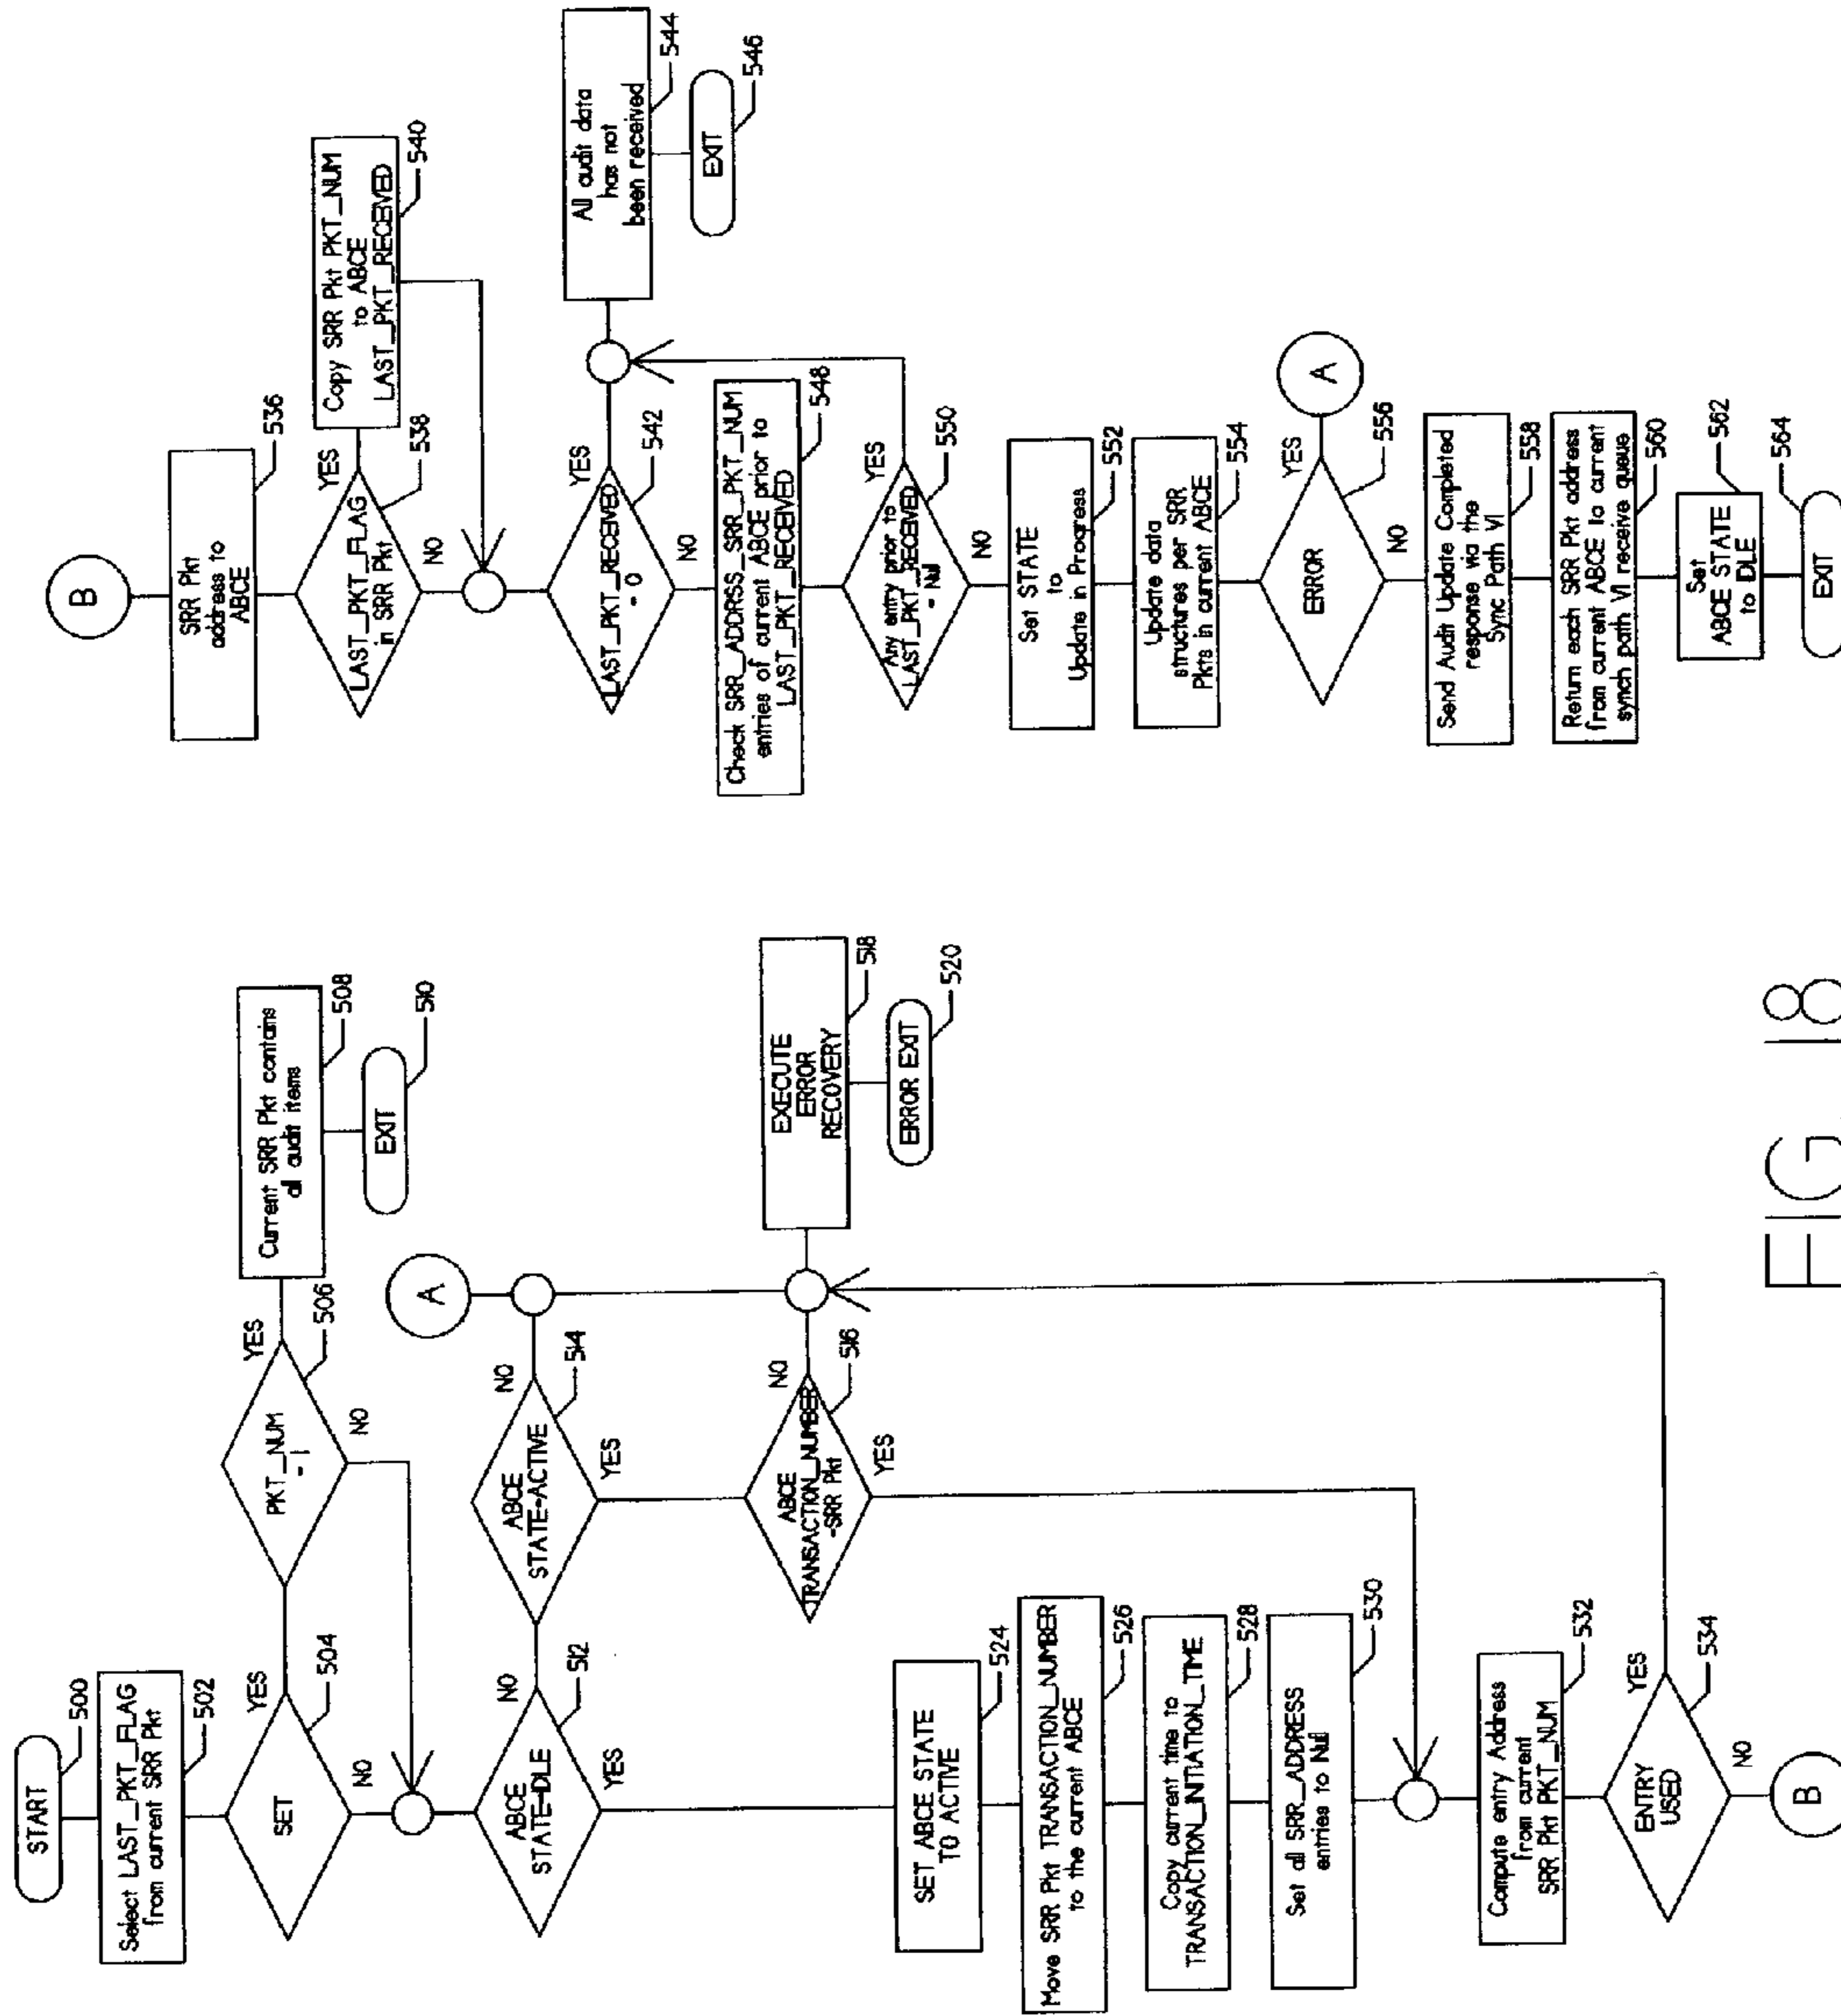 START
500
Select LAST_PKT_FLAG
from current SRR Pkt
502
SET
504
YES
NO
PKT_NUM
- 1
506
YES
NO
Current SRR Pkt contains
all audit items
508
EXIT
510
ABCE
STATE-IDLE
512
NO
YES
ABCE
STATE-ACTIVE
514
NO
YES
A
ABCE
TRANSACTION_NUMBER
-SRR Pkt
516
NO
YES
EXECUTE
ERROR
RECOVERY
518
ERROR EXIT
520
SET ABCE STATE
TO ACTIVE
524
Move SRR Pkt TRANSACTION_NUMBER
to the current ABCE
526
Copy current time to
TRANSACTION_INITIATION_TIME
528
Set all SRR_ADDRESS
entries to Null
530
Compute entry Address
from current
SRR Pkt PKT_NUM
532
ENTRY
USED
534
YES
NO
B
B
SRR Pkt
address to
ABCE
536
LAST_PKT_FLAG
in SRR Pkt
538
YES
NO
Copy SRR Pkt PKT_NUM
to ABCE
LAST_PKT_RECEIVED
540
LAST_PKT_RECEIVED
- 0
542
YES
NO
All audit data
has not
been received
544
EXIT
546
Check SRR_ADDRSS_SRR_PKT_NUM
entries of current ABCE prior to
LAST_PKT_RECEIVED
548
Any entry prior to
LAST_PKT_RECEIVED
- Null
550
YES
NO
Set STATE
to
Update in Progress
552
Update data
structures per SRR
Pkts in current ABCE
554
ERROR
556
YES
NO
A
Send Audit Update Completed
response via the
Sync Path VI
558
Return each SRR Pkt address
from current ABCE to current
synch path VI receive queue
560
Set
ABCE STATE
to IDLE
562
EXIT
564
FIG. 18